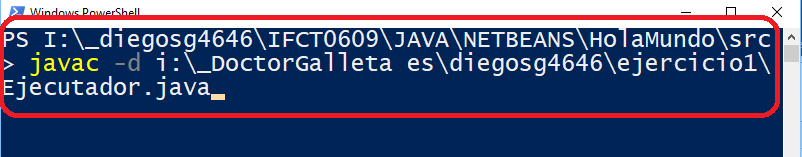 Windows PowerShell
PS I:\_diegosg4646\IFCT0609\JAVA\NETBEANS\HolaMundo\src
> javac -d i:\_DoctorGalleta es\diegosg4646\ejercicio1\
Ejecutador.java